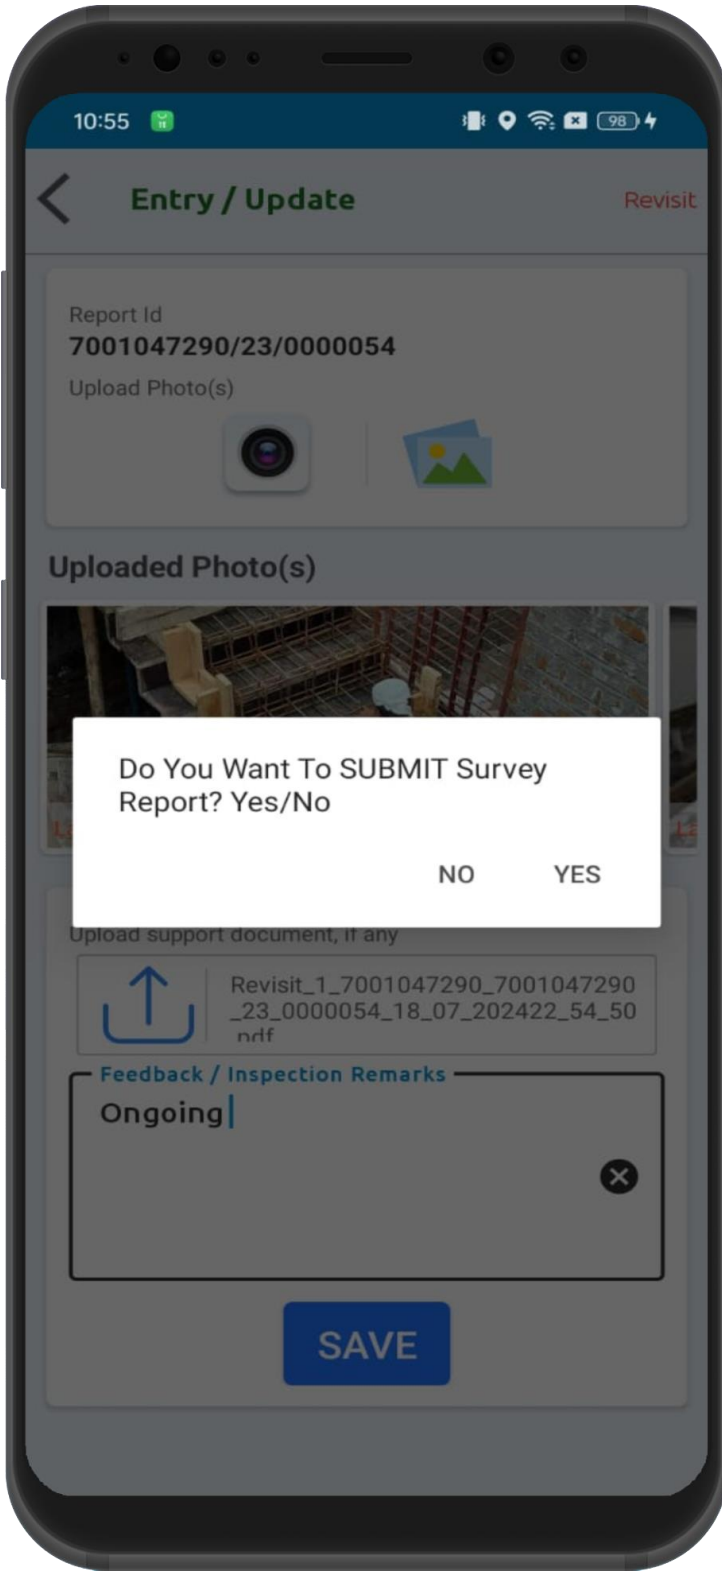 10:55
98
Entry / Update
Revisit
Report Id
7001047290/23/0000054
Upload Photo(s)
Uploaded Photo(s)
Do You Want To SUBMIT Survey
Report? Yes/No
NO YES
Upload support document, if any
Revisit_1_7001047290_7001047290
_23_0000054_18_07_202422_54_50
.pdf
Feedback / Inspection Remarks
Ongoing
SAVE